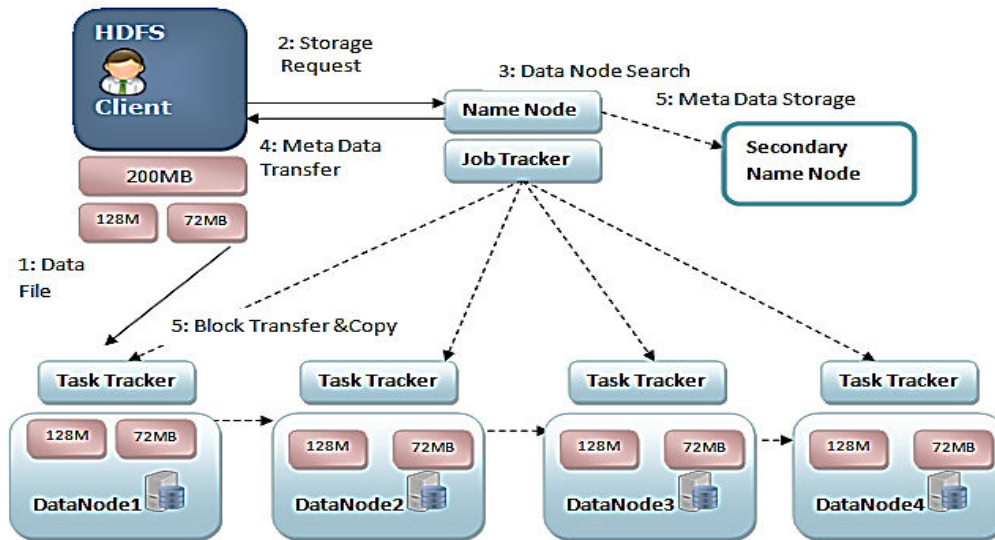 HDFS
Client
2: Storage
Request
3: Data Node Search
5: Meta Data Storage
Name Node
4: Meta Data
Transfer
Job Tracker
Secondary
Name Node
200MB
128M
72MB
1: Data
File
5: Block Transfer &Copy
Task Tracker
Task Tracker
Task Tracker
Task Tracker
128M
72MB
128M
72MB
128M
72MB
128M
72MB
DataNode1
DataNode2
DataNode3
DataNode4